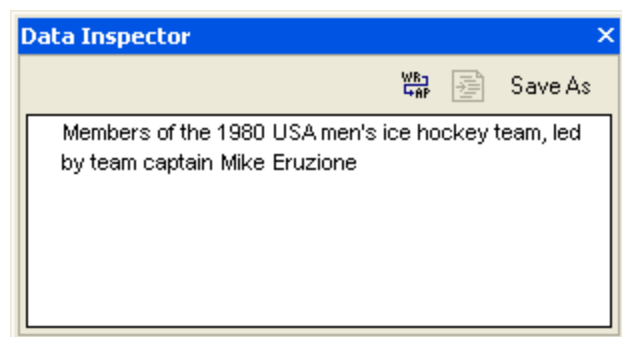 Data Inspector
WR
AP
Save As
Members of the 1980 USA men's ice hockey team, led
by team captain Mike Eruzione